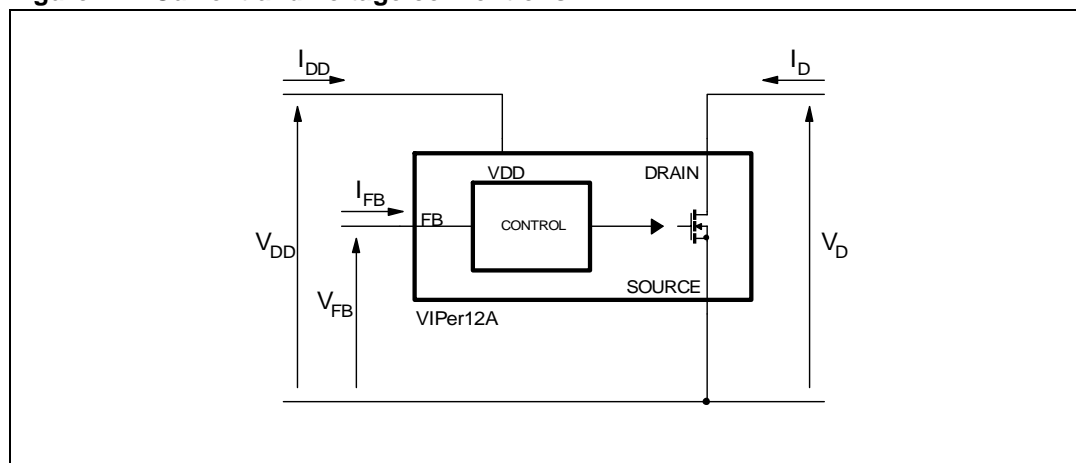 I_DD
I_D
VDD
DRAIN
I_FB
FB
CONTROL
V_DD
V_D
V_FB
SOURCE
VIPer12A